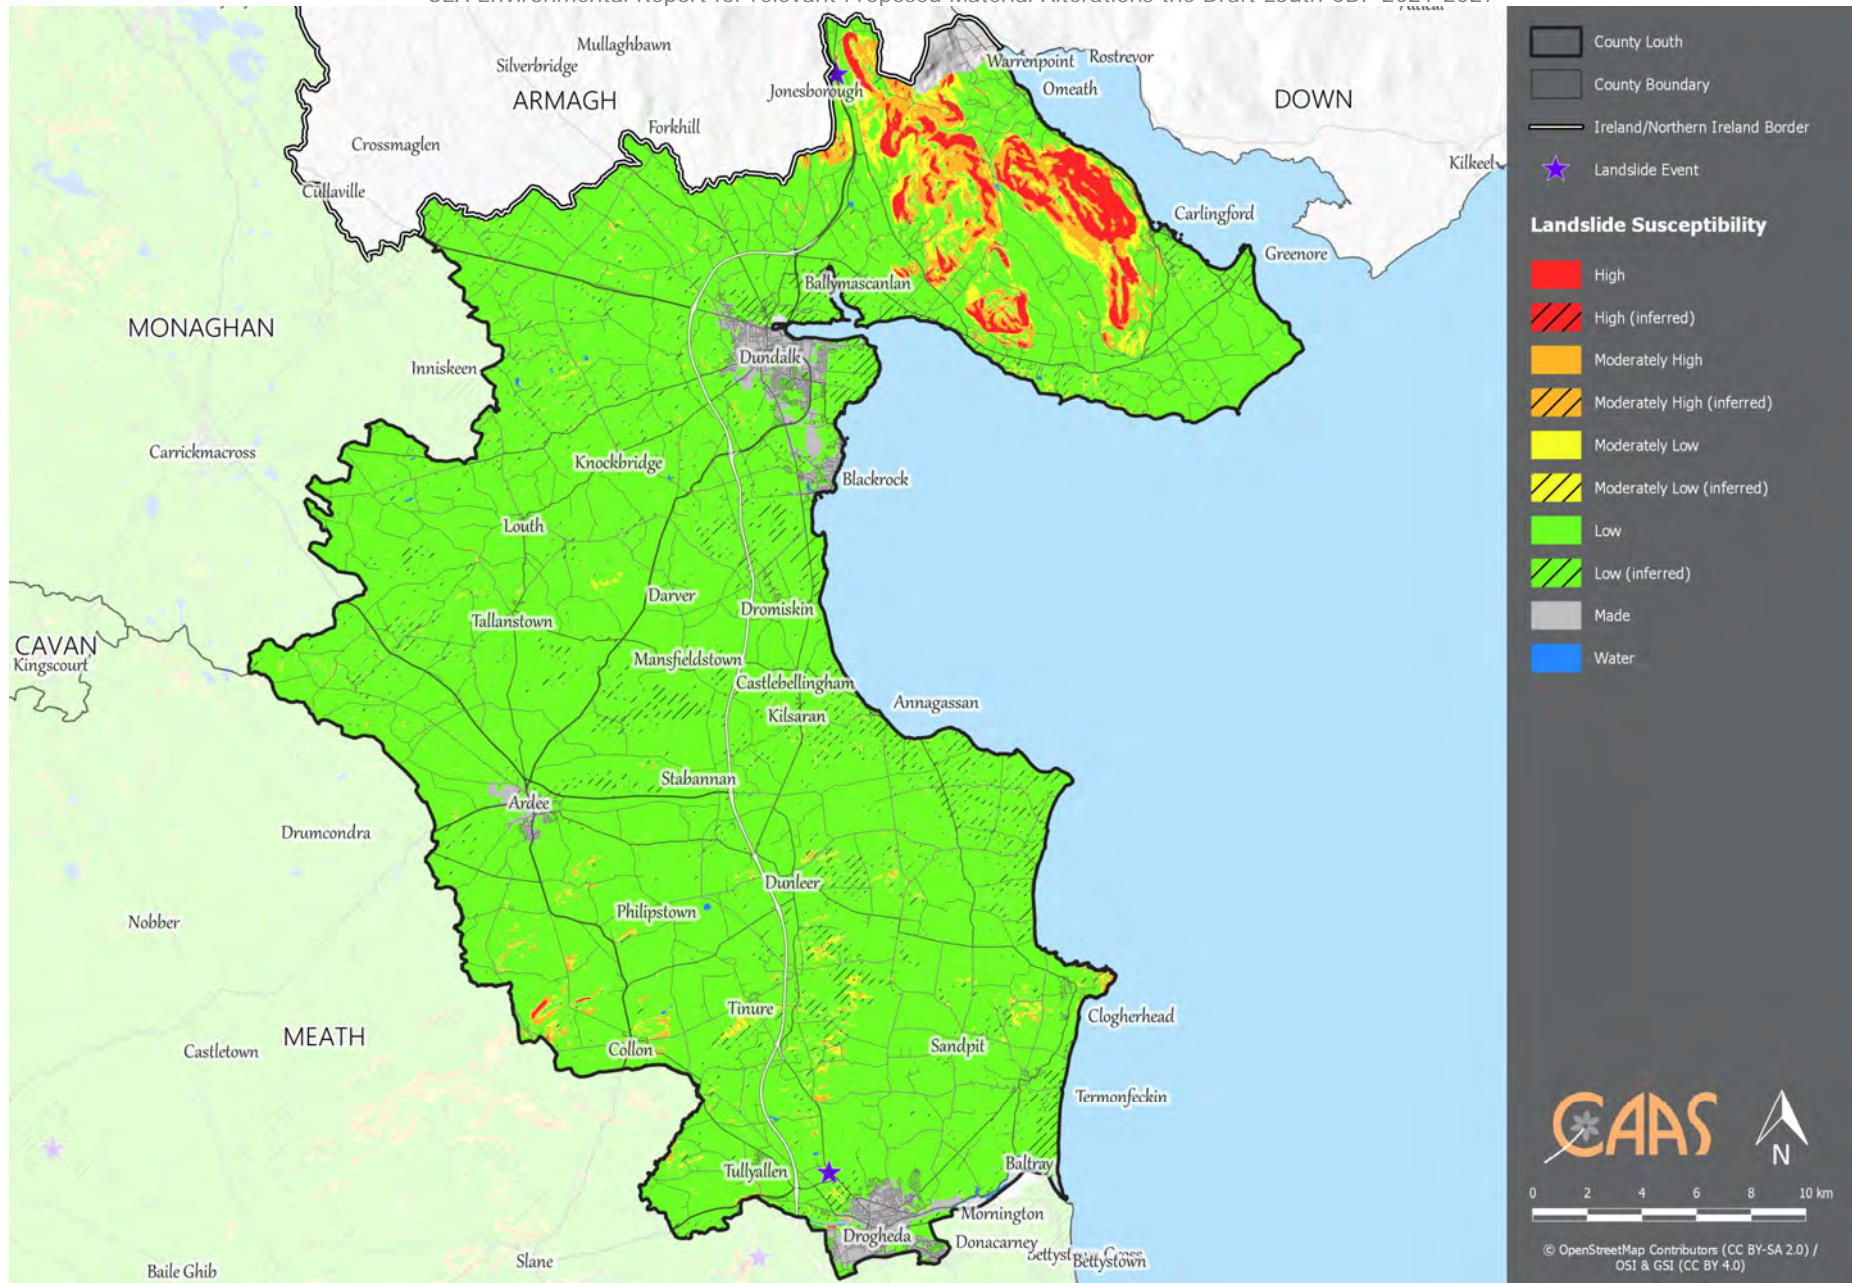 Mullaghbawn
Silverbridge
ARMAGH
Jonesborough
Warrenpoint
Rostrevor
Omeath
DOWN
Forkhill
Crossmaglen
Cullaville
Kilkeel
Carlingford
Greenore
Ballymascanlan
MONAGHAN
Inniskeen
Dundalk
Carrickmacross
Knockbridge
Blackrock
Louth
Darver
Dromiskin
Tallanstown
CAVAN
Kingscourt
Mansfieldstown
Castlebellingham
Kilsaran
Annagassan
Stabannan
Ardee
Drumcondra
Dunleer
Philipstown
Nobber
Tinure
Clogherhead
MEATH
Castletown
Collon
Sandpit
Termonfeckin
Tullyallen
Baltray
Mornington
Drogheda
Donacarney
Bettystown
Slane
Baile Ghib
County Louth
County Boundary
Ireland/Northern Ireland Border
Landslide Event
Landslide Susceptibility
High
High (inferred)
Moderately High
Moderately High (inferred)
Moderately Low
Moderately Low (inferred)
Low
Low (inferred)
Made
Water
CAAS
N
0 2 4 6 8 10 km
© OpenStreetMap Contributors (CC BY-SA 2.0) /
OSI & GSI (CC BY 4.0)